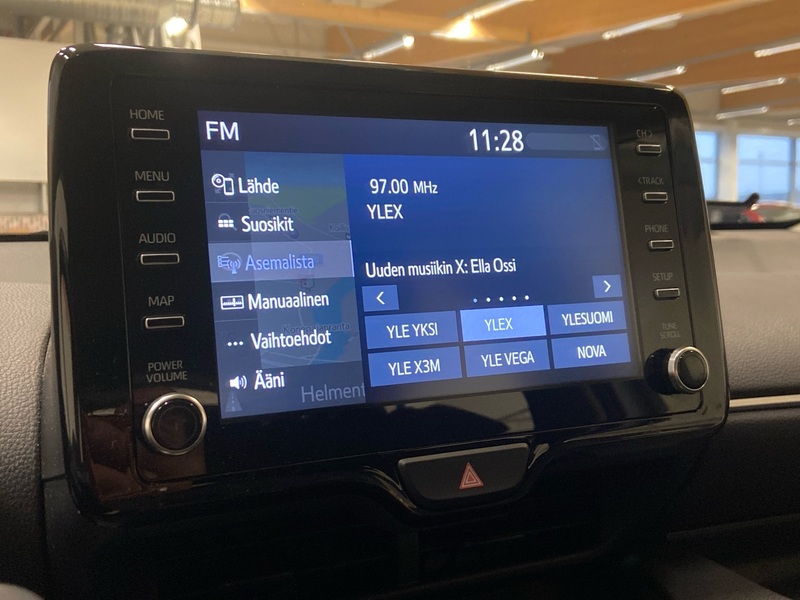 HOME
MENU
AUDIO
MAP
POWER
VOLUME
FM
11:28
Lähde
Suosikit
Asemalista
Manuaalinen
Vaihtoehdot
Ääni
Helment
97.00 MHz
YLEX
Uuden musiikin X: Ella Ossi
YLE YKSI
YLEX
YLESUOMI
YLE X3M
YLE VEGA
NOVA
CH
TRACK
PHONE
SETUP
TUNE
SCROLL